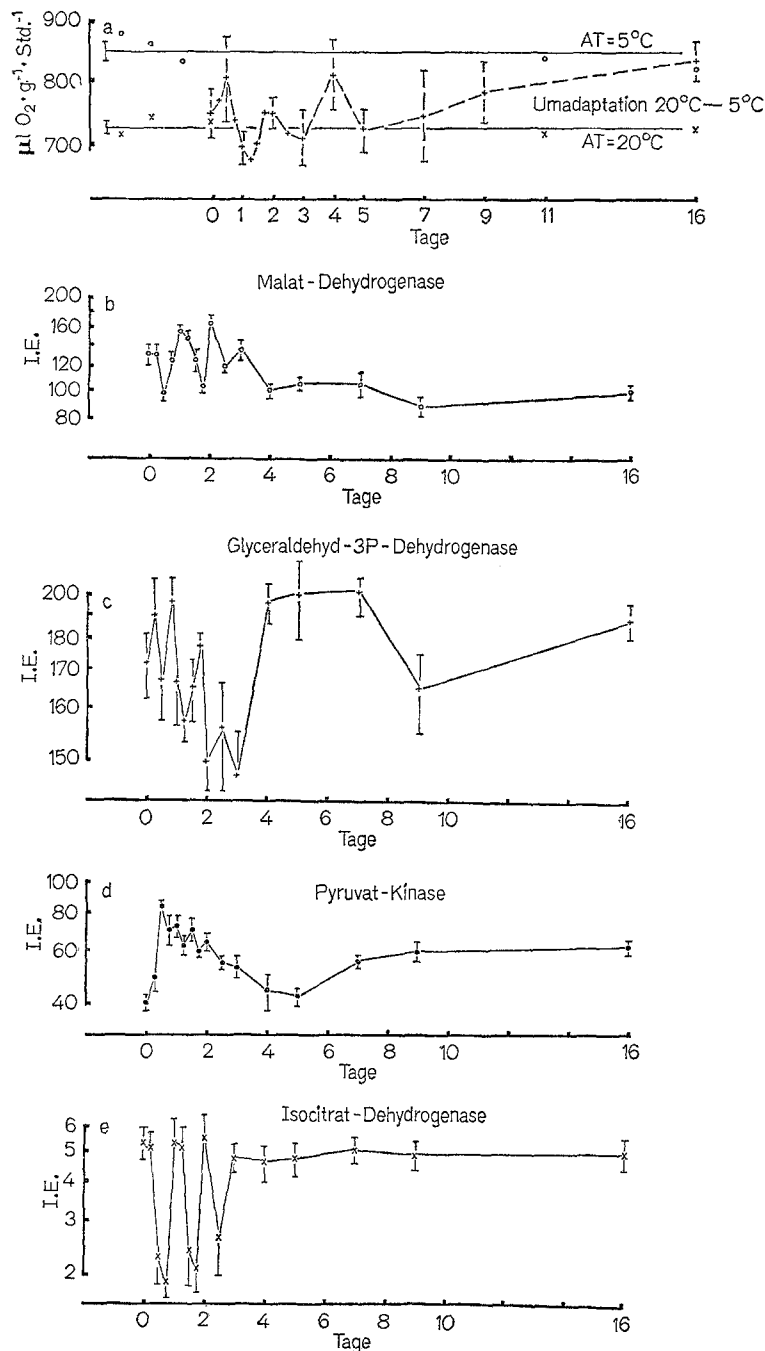 a
900
800
700
µl O₂ • g⁻¹ • Std.⁻¹
AT=5°C
Umadaptation 20°C—5°C
AT=20°C
0 1 2 3 4 5 7 9 11 16
Tage
Malat-Dehydrogenase
b
200
160
120
100
80
I.E.
0 2 4 6 8 10 16
Tage
Glyceraldehyd-3P-Dehydrogenase
c
200
180
170
160
150
I.E.
0 2 4 6 8 10 16
Tage
Pyruvat-Kinase
d
100
80
60
40
I.E.
0 2 4 6 8 10 16
Tage
Isocitrat-Dehydrogenase
e
6
5
4
3
2
I.E.
0 2 4 6 8 10 16
Tage